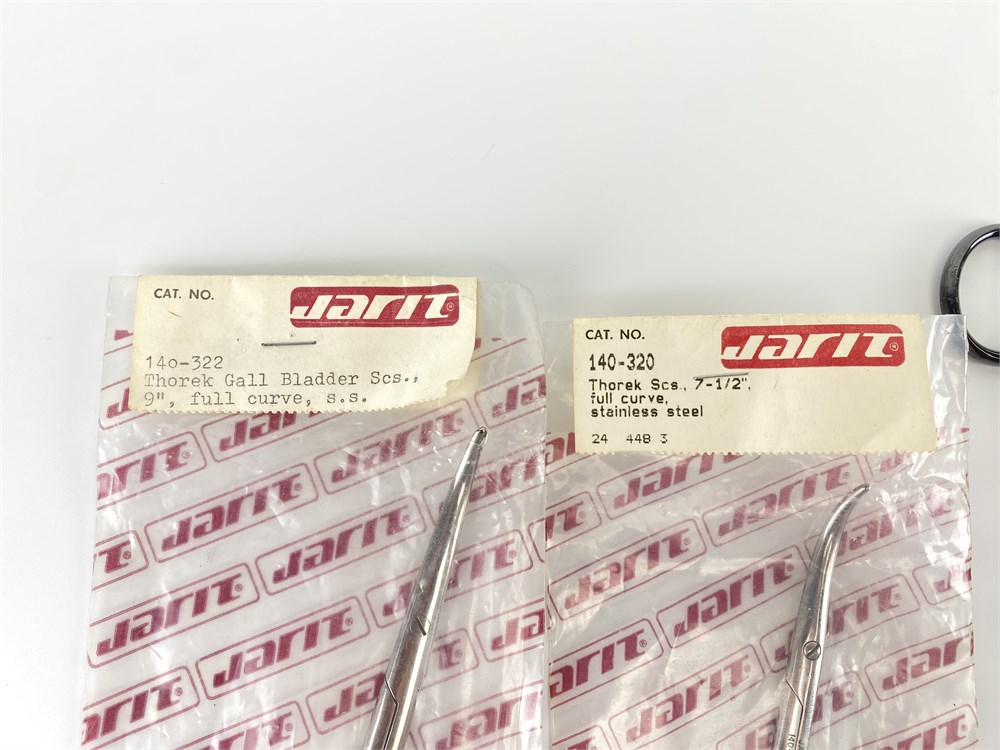 CAT. NO.
Jarit®
140-322
Thorek Gall Bladder Scs.,
9", full curve, s.s.
CAT. NO.
Jarit®
140-320
Thorek Scs., 7-1/2",
full curve,
stainless steel
24 448 3